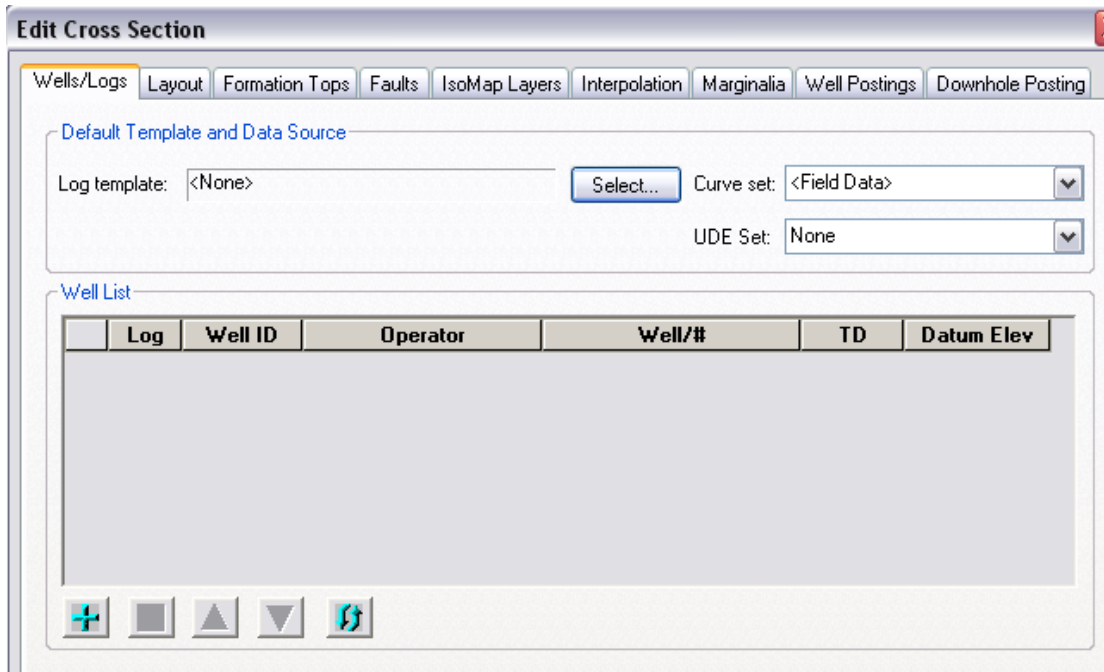 Edit Cross Section
Wells/Logs Layout Formation Tops Faults IsoMap Layers Interpolation Marginalia Well Postings Downhole Posting
Default Template and Data Source
Log template: <None> Select... Curve set: <Field Data>
UDE Set: None
Well List
Log Well ID Operator Well/# TD Datum Elev